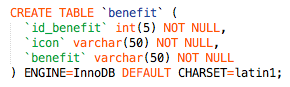 CREATE TABLE `benefit` (
  `id_benefit` int(5) NOT NULL,
  `icon` varchar(50) NOT NULL,
  `benefit` varchar(50) NOT NULL
) ENGINE=InnoDB DEFAULT CHARSET=latin1;